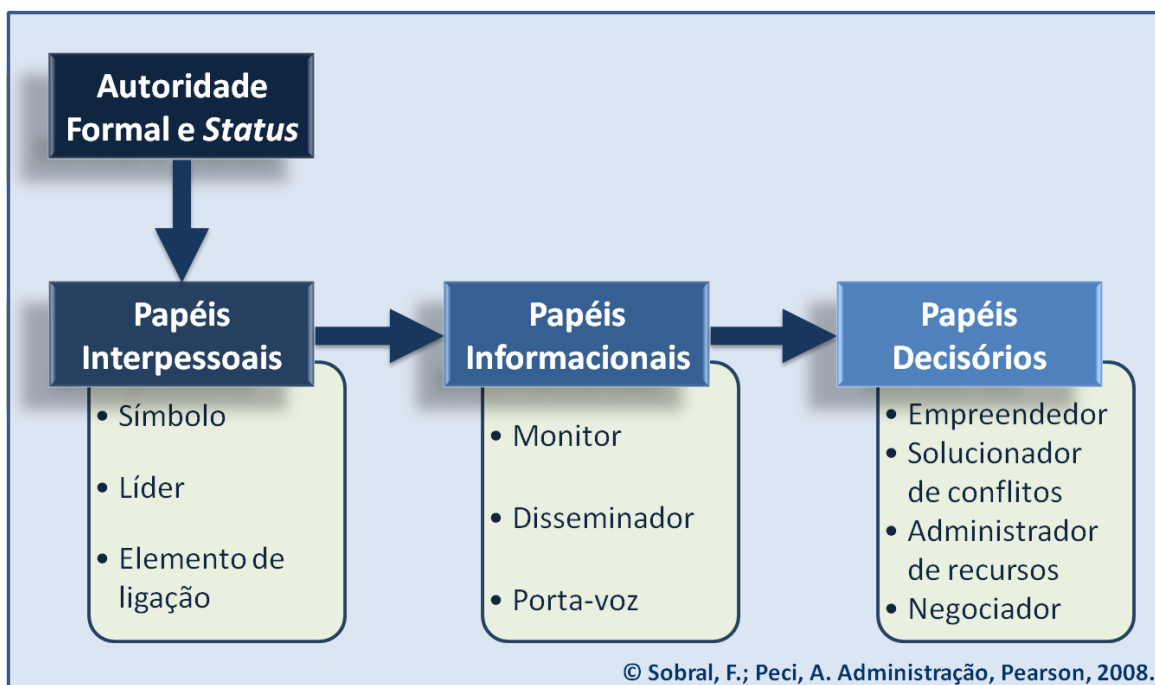 Autoridade
Formal e Status
Papéis
Interpessoais
• Símbolo
• Líder
• Elemento de
ligação
Papéis
Informacionais
• Monitor
• Disseminador
• Porta-voz
Papéis
Decisórios
• Empreendedor
• Solucionador
de conflitos
• Administrador
de recursos
• Negociador
© Sobral, F.; Peci, A. Administração, Pearson, 2008.